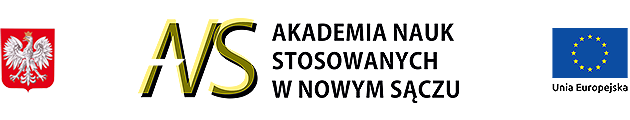 ANS
AKADEMIA NAUK
STOSOWANYCH
W NOWYM SĄCZU
Unia Europejska